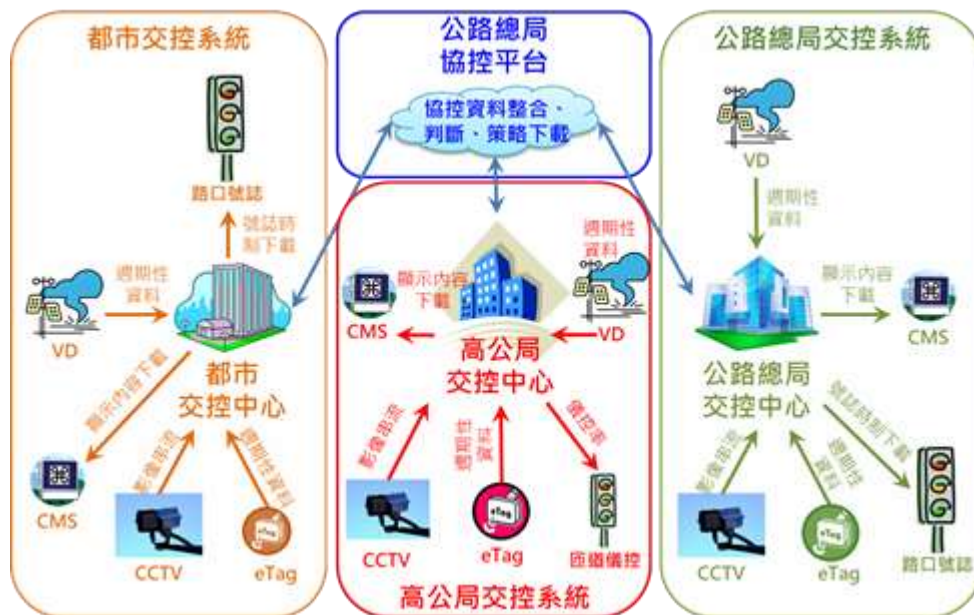 都市交控系統
路口號誌
號誌時
制下載
週期性
資料
VD
都市
交控中心
顯示內容下載
CMS
影像串流
CCTV
週期性資料
eTag
eTag
公路總局
協控平台
協控資料整合、
判斷、策略下載
週期性
資料
VD
顯示內容
下載
CMS
高公局
交控中心
影像串流
CCTV
週期性
資料
eTag
eTag
儀控率
匝道儀控
高公局交控系統
公路總局交控系統
VD
週期性
資料
顯示內容
下載
CMS
公路總局
交控中心
影像串流
CCTV
週期性
資料
eTag
eTag
號誌時制下載
路口號誌